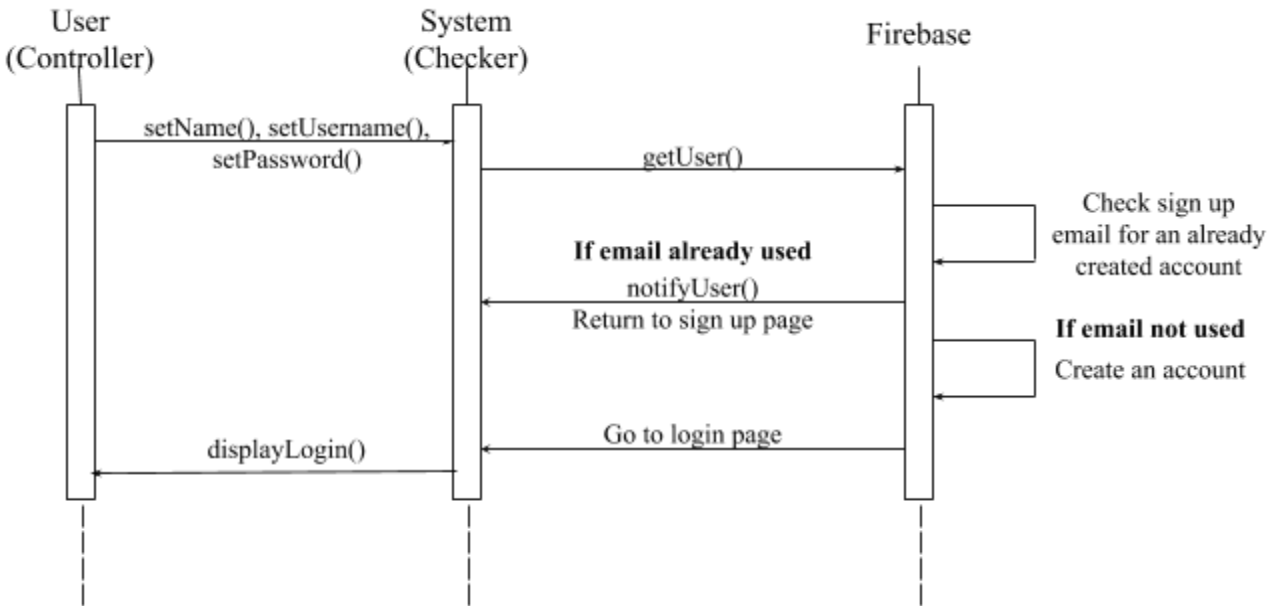 User
(Controller)
System
(Checker)
Firebase
setName(), setUsername(),
setPassword()
getUser()
Check sign up
email for an already
created account
If email already used
notifyUser()
Return to sign up page
If email not used
Create an account
Go to login page
displayLogin()